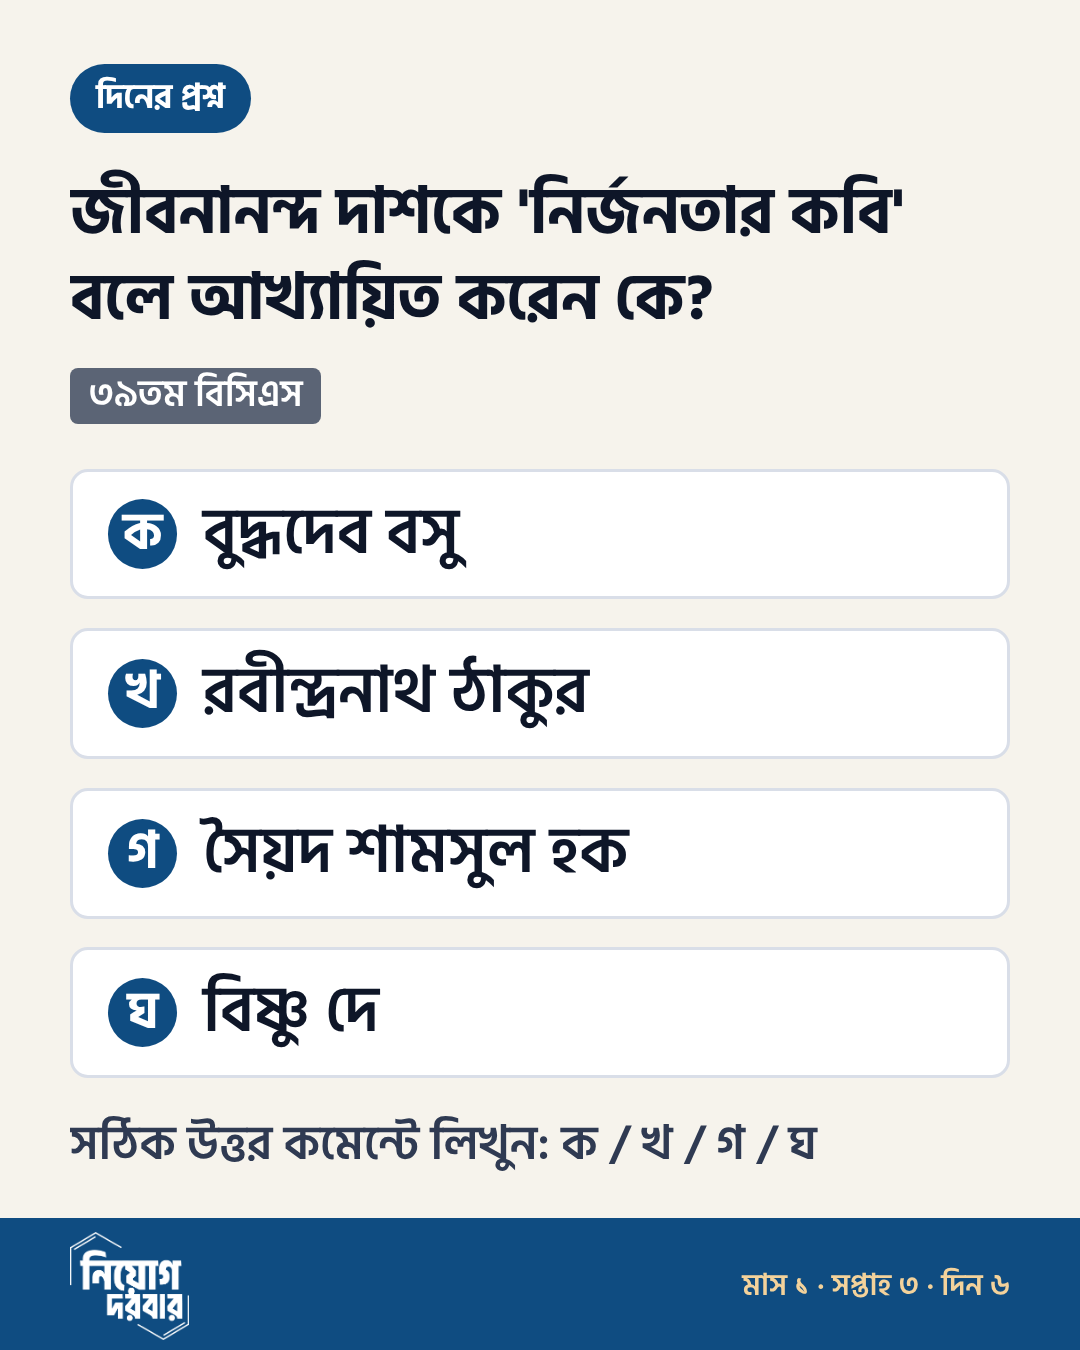 দিনের প্রশ্ন
জীবনানন্দ দাশকে 'নির্জনতার কবি'
বলে আখ্যায়িত করেন কে?
৩৯তম বিসিএস
ক বুদ্ধদেব বসু
খ রবীন্দ্রনাথ ঠাকুর
গ সৈয়দ শামসুল হক
ঘ বিষ্ণু দে
সঠিক উত্তর কমেন্টে লিখুন: ক / খ / গ / ঘ
নিয়োগ
দরবার
মাস ১ · সপ্তাহ ৩ · দিন ৬